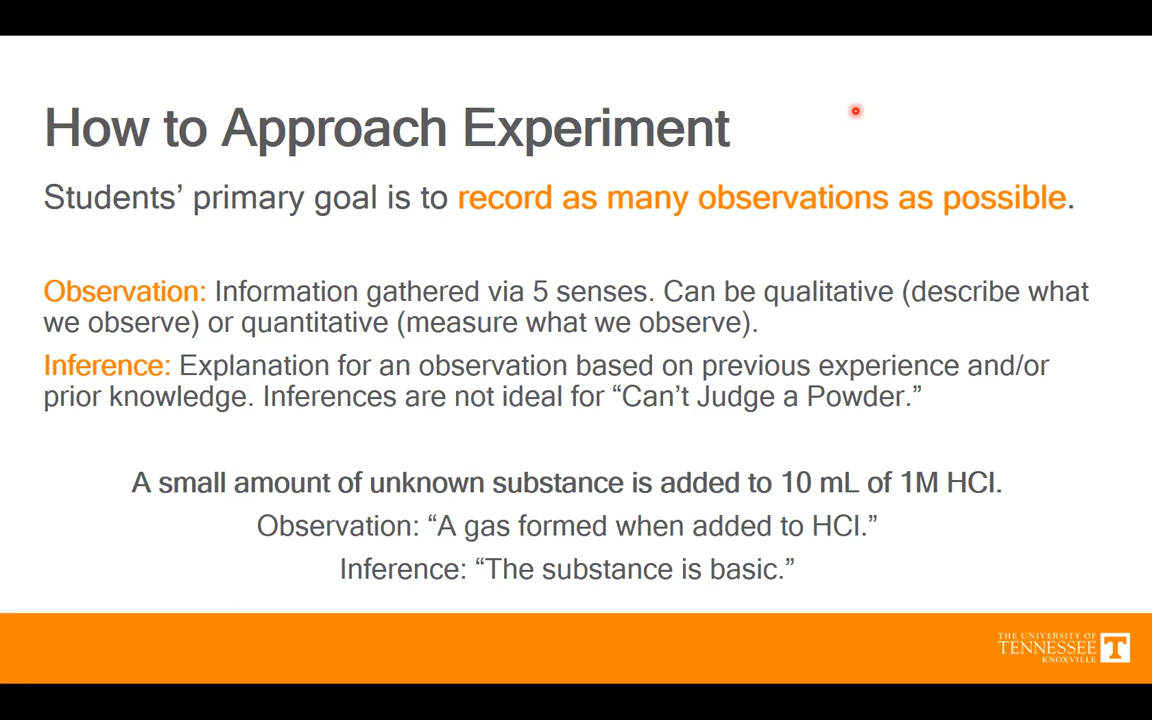 How to Approach Experiment
Students’ primary goal is to record as many observations as possible.
Observation: Information gathered via 5 senses. Can be qualitative (describe what
we observe) or quantitative (measure what we observe).
Inference: Explanation for an observation based on previous experience and/or
prior knowledge. Inferences are not ideal for “Can’t Judge a Powder.”
A small amount of unknown substance is added to 10 mL of 1M HCl.
Observation: “A gas formed when added to HCl.”
Inference: “The substance is basic.”
THE UNIVERSITY OF
TENNESSEE T
KNOXVILLE